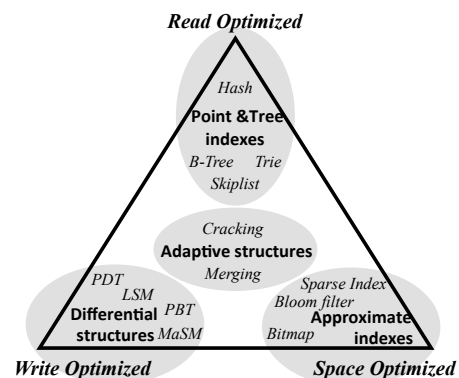 Read Optimized
Hash
Point &Tree
indexes
B-Tree Trie
Skiplist
Cracking
Adaptive structures
Merging
PDT
LSM
PBT
Differential
structures
MaSM
Sparse Index
Bloom filter
Approximate
Bitmap
indexes
Write Optimized
Space Optimized